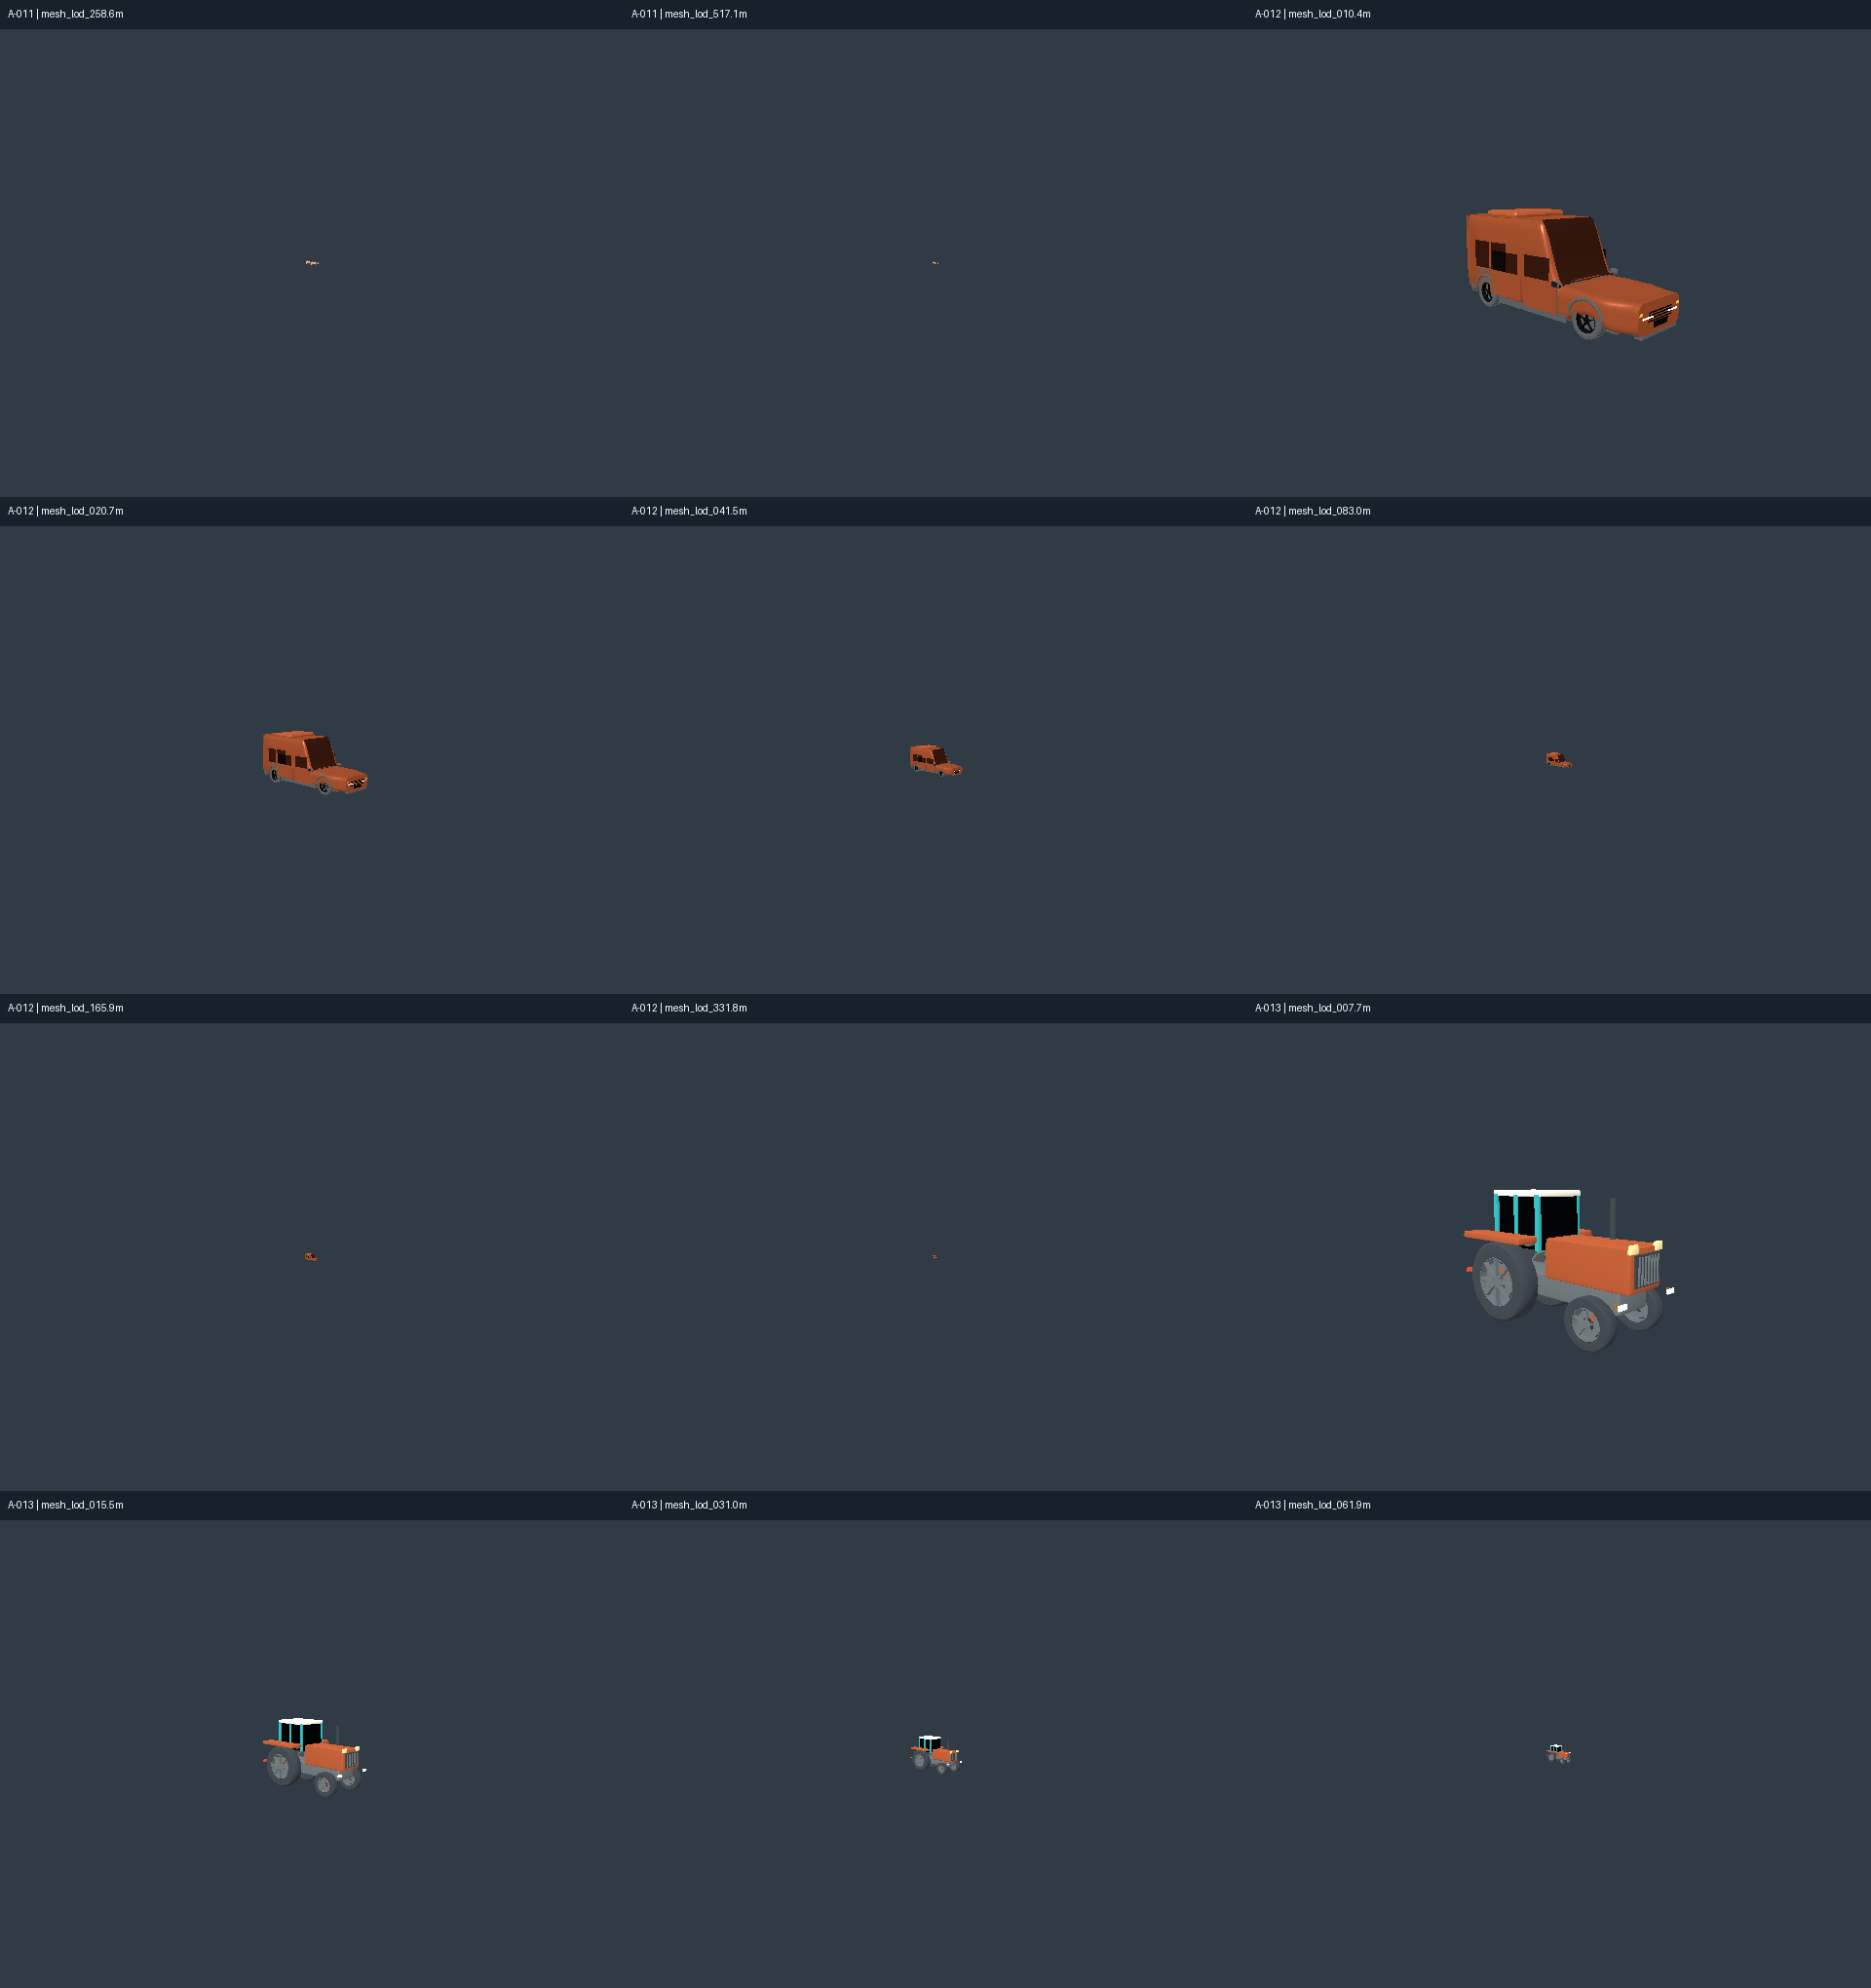 A-011 | mesh_lod_258.6m
A-011 | mesh_lod_517.1m
A-012 | mesh_lod_010.4m
A-012 | mesh_lod_020.7m
A-012 | mesh_lod_041.5m
A-012 | mesh_lod_083.0m
A-012 | mesh_lod_165.9m
A-012 | mesh_lod_331.8m
A-013 | mesh_lod_007.7m
A-013 | mesh_lod_015.5m
A-013 | mesh_lod_031.0m
A-013 | mesh_lod_061.9m